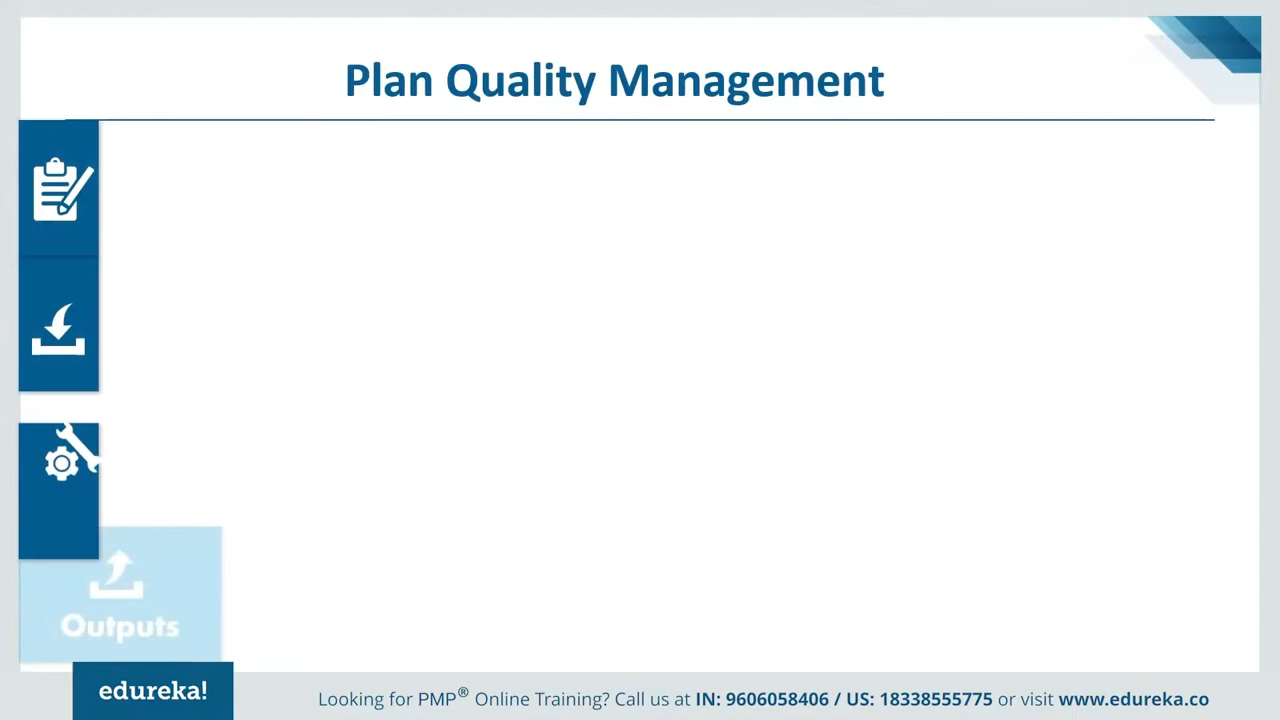 Plan Quality Management
Outputs
edureka!
Looking for PMP® Online Training? Call us at IN: 9606058406 / US: 18338555775 or visit www.edureka.co